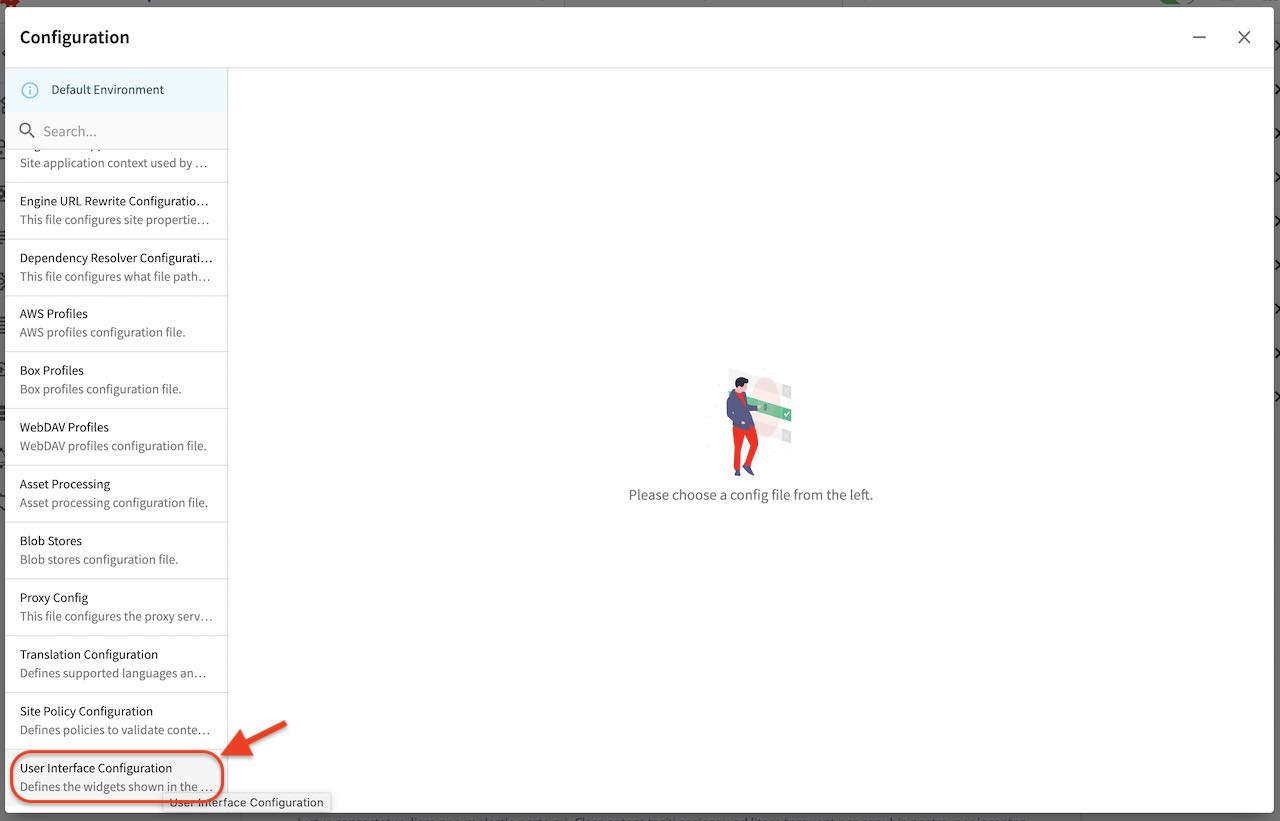 Configuration
Default Environment
Search...
Site application context used by …
Engine URL Rewrite Configuratio…
This file configures site propertie…
Dependency Resolver Configurati…
This file configures what file path…
AWS Profiles
AWS profiles configuration file.
Box Profiles
Box profiles configuration file.
WebDAV Profiles
WebDAV profiles configuration file.
Asset Processing
Asset processing configuration file.
Blob Stores
Blob stores configuration file.
Proxy Config
This file configures the proxy serv…
Translation Configuration
Defines supported languages an…
Site Policy Configuration
Defines policies to validate conte…
User Interface Configuration
Defines the widgets shown in the …
User Interface Configuration
Please choose a config file from the left.